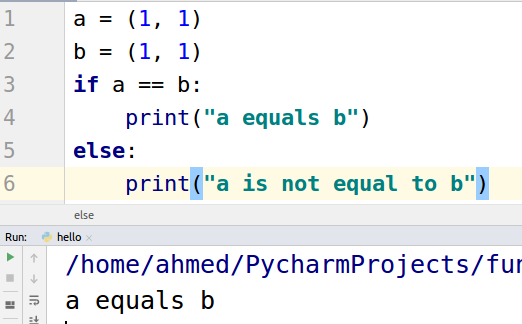 1 a = (1, 1)
2 b = (1, 1)
3 if a == b:
4 print("a equals b")
5 else:
6 print("a is not equal to b")
else
Run: hello ×
/home/ahmed/PycharmProjects/fun
a equals b